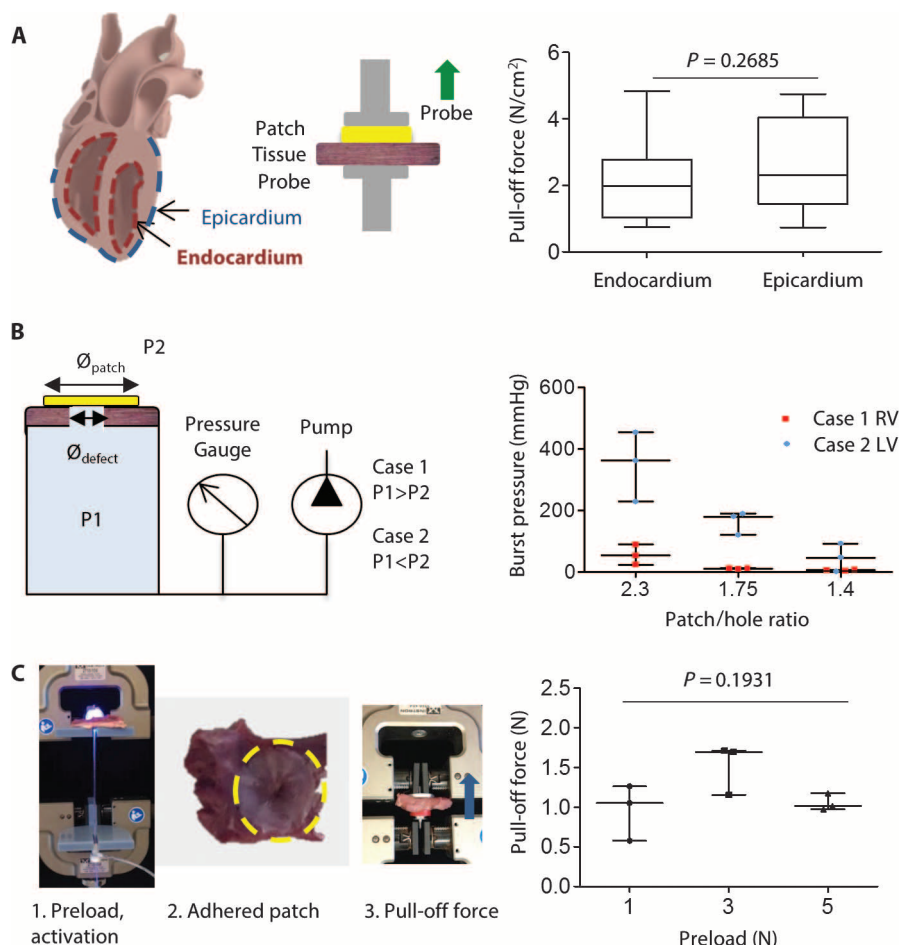 A
Patch
Tissue
Probe
Probe
Epicardium
Endocardium
P = 0.2685
Pull-off force (N/cm²)
6
4
2
0
Endocardium
Epicardium
B
Ø patch
P2
Ø defect
P1
Pressure
Gauge
Pump
Case 1
P1>P2
Case 2
P1<P2
Burst pressure (mmHg)
600
400
200
0
Case 1 RV
Case 2 LV
2.3
1.75
1.4
Patch/hole ratio
C
1. Preload,
activation
2. Adhered patch
3. Pull-off force
P = 0.1931
Pull-off force (N)
2.5
2.0
1.5
1.0
0.5
0.0
1
3
5
Preload (N)